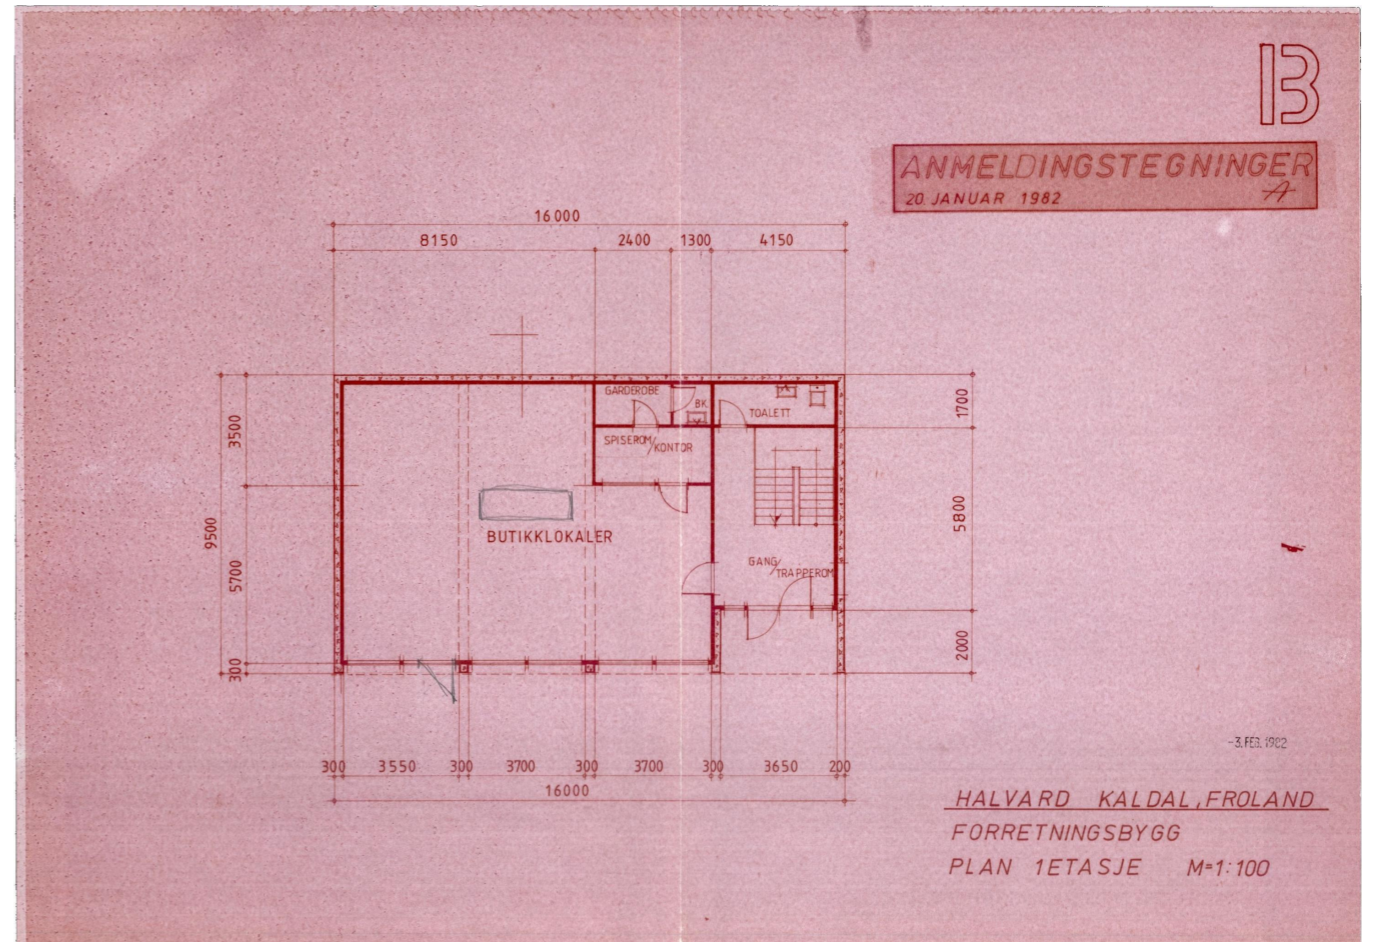 B
ANMELDINGSTEGNINGER
20 JANUAR 1982 A
16000
8150 2400 1300 4150
GARDEROBE
BK.
TOALETT
SPISEROM/KONTOR
BUTIKKLOKALER
GANG/TRAPPEROM
3500
9500
5700
300
1700
5800
2000
300 3550 300 3700 300 3700 300 3650 200
16000
-3. FEB. 1982
HALVARD KALDAL, FROLAND
FORRETNINGSBYGG
PLAN 1ETASJE M=1:100